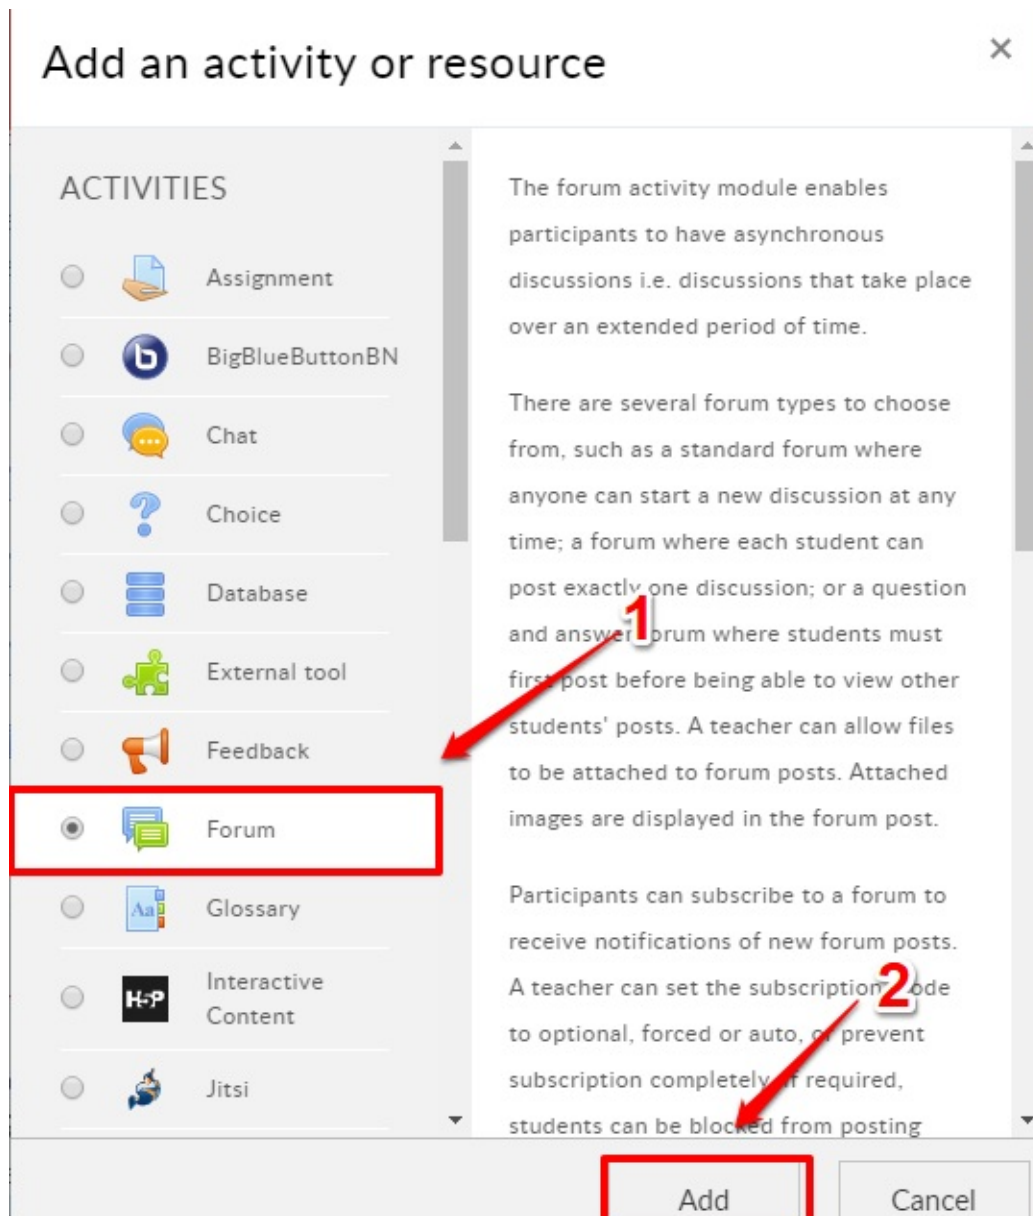 Add an activity or resource
×
ACTIVITIES
Assignment
BigBlueButtonBN
Chat
Choice
Database
External tool
Feedback
Forum
Glossary
Aa
Interactive
Content
H-P
Jitsi
The forum activity module enables
participants to have asynchronous
discussions i.e. discussions that take place
over an extended period of time.
There are several forum types to choose
from, such as a standard forum where
anyone can start a new discussion at any
time; a forum where each student can
post exactly one discussion; or a question
1
and answer forum where students must
first post before being able to view other
students' posts. A teacher can allow files
to be attached to forum posts. Attached
images are displayed in the forum post.
Participants can subscribe to a forum to
receive notifications of new forum posts.
A teacher can set the subscription mode
2
to optional, forced or auto, or prevent
subscription completely. If required,
students can be blocked from posting
Add
Cancel